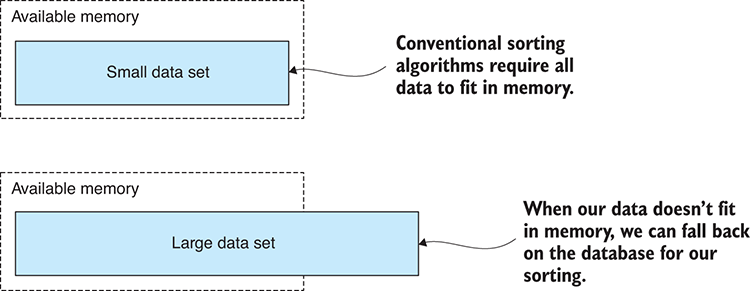 Available memory
Small data set
Conventional sorting
algorithms require all
data to fit in memory.
Available memory
Large data set
When our data doesn’t fit
in memory, we can fall back
on the database for our
sorting.